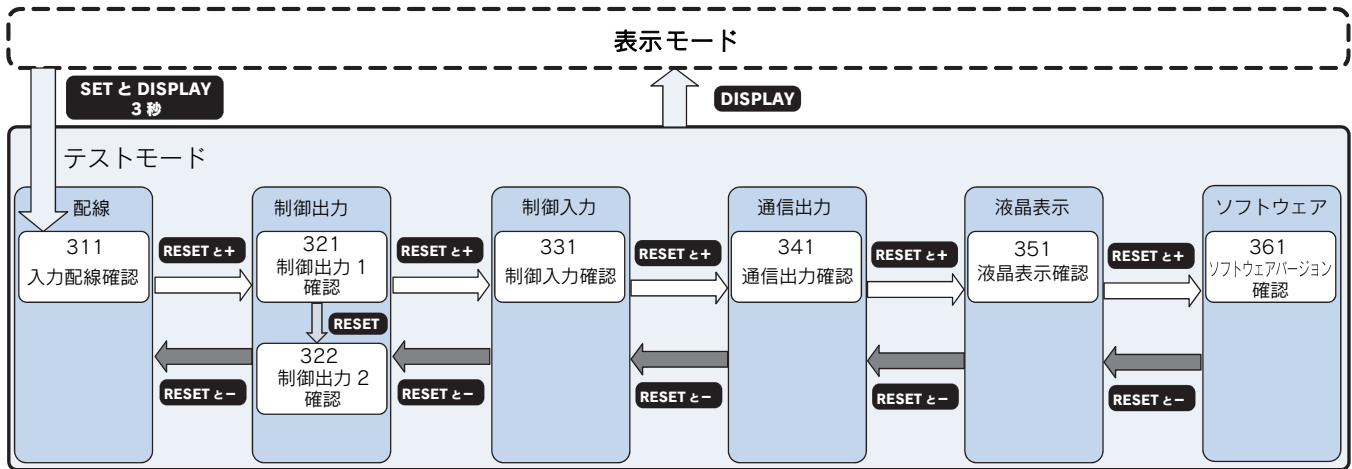 表示モード
SET と DISPLAY
3 秒
DISPLAY
テストモード
配線
311
入力配線確認
RESET と+
制御出力
321
制御出力 1
確認
RESET
322
制御出力 2
確認
RESET と−
RESET と+
制御入力
331
制御入力確認
RESET と−
RESET と+
通信出力
341
通信出力確認
RESET と−
RESET と+
液晶表示
351
液晶表示確認
RESET と−
RESET と+
ソフトウェア
361
ソフトウェアバージョン
確認
RESET と−